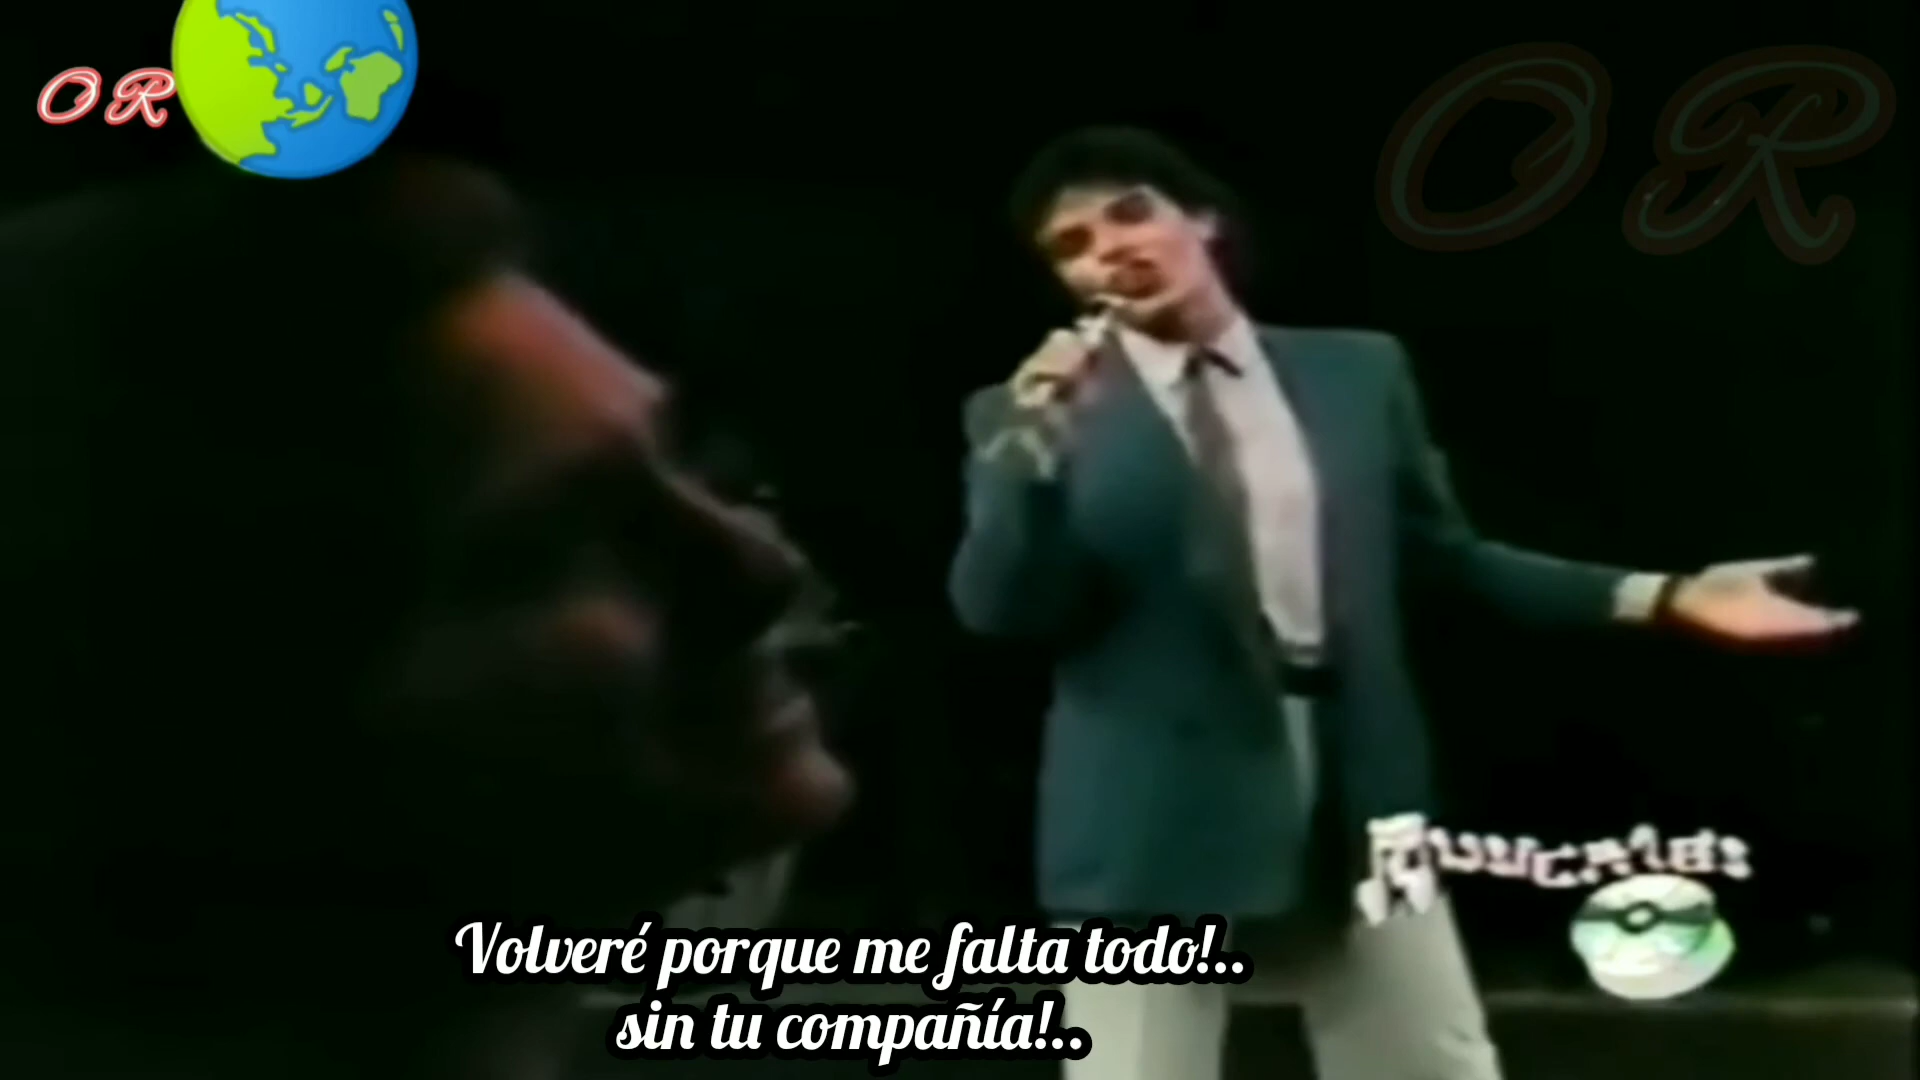 O R
O R
Volveré porque me falta todo!..
sin tu compañía!..